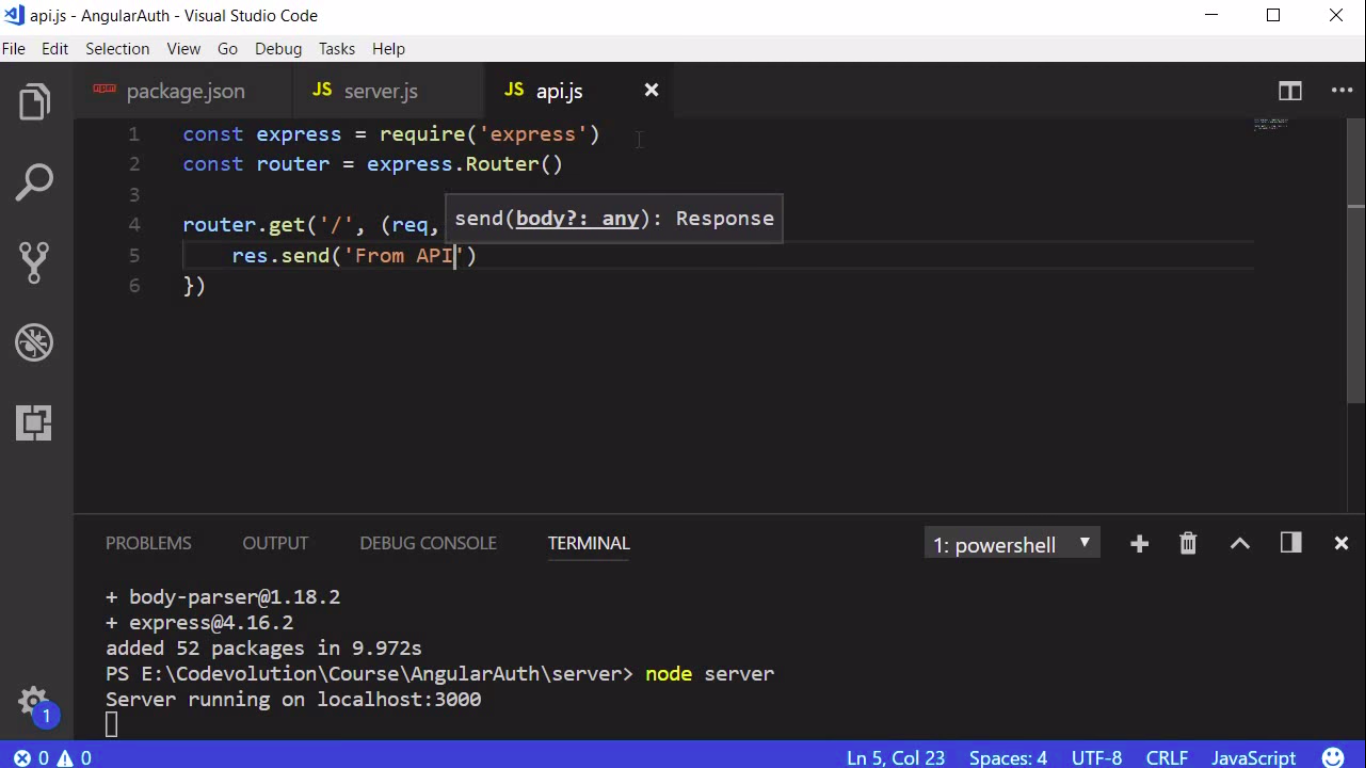 api.js - AngularAuth - Visual Studio Code
File Edit Selection View Go Debug Tasks Help
npm package.json JS server.js JS api.js
1 const express = require('express')
2 const router = express.Router()
3
4 router.get('/', (req,
send(body?: any): Response
5 res.send('From API')
6 })
PROBLEMS OUTPUT DEBUG CONSOLE TERMINAL 1: powershell
+ body-parser@1.18.2
+ express@4.16.2
added 52 packages in 9.972s
PS E:\Codevolution\Course\AngularAuth\server> node server
Server running on localhost:3000
1
0 0 Ln 5, Col 23 Spaces: 4 UTF-8 CRLF JavaScript